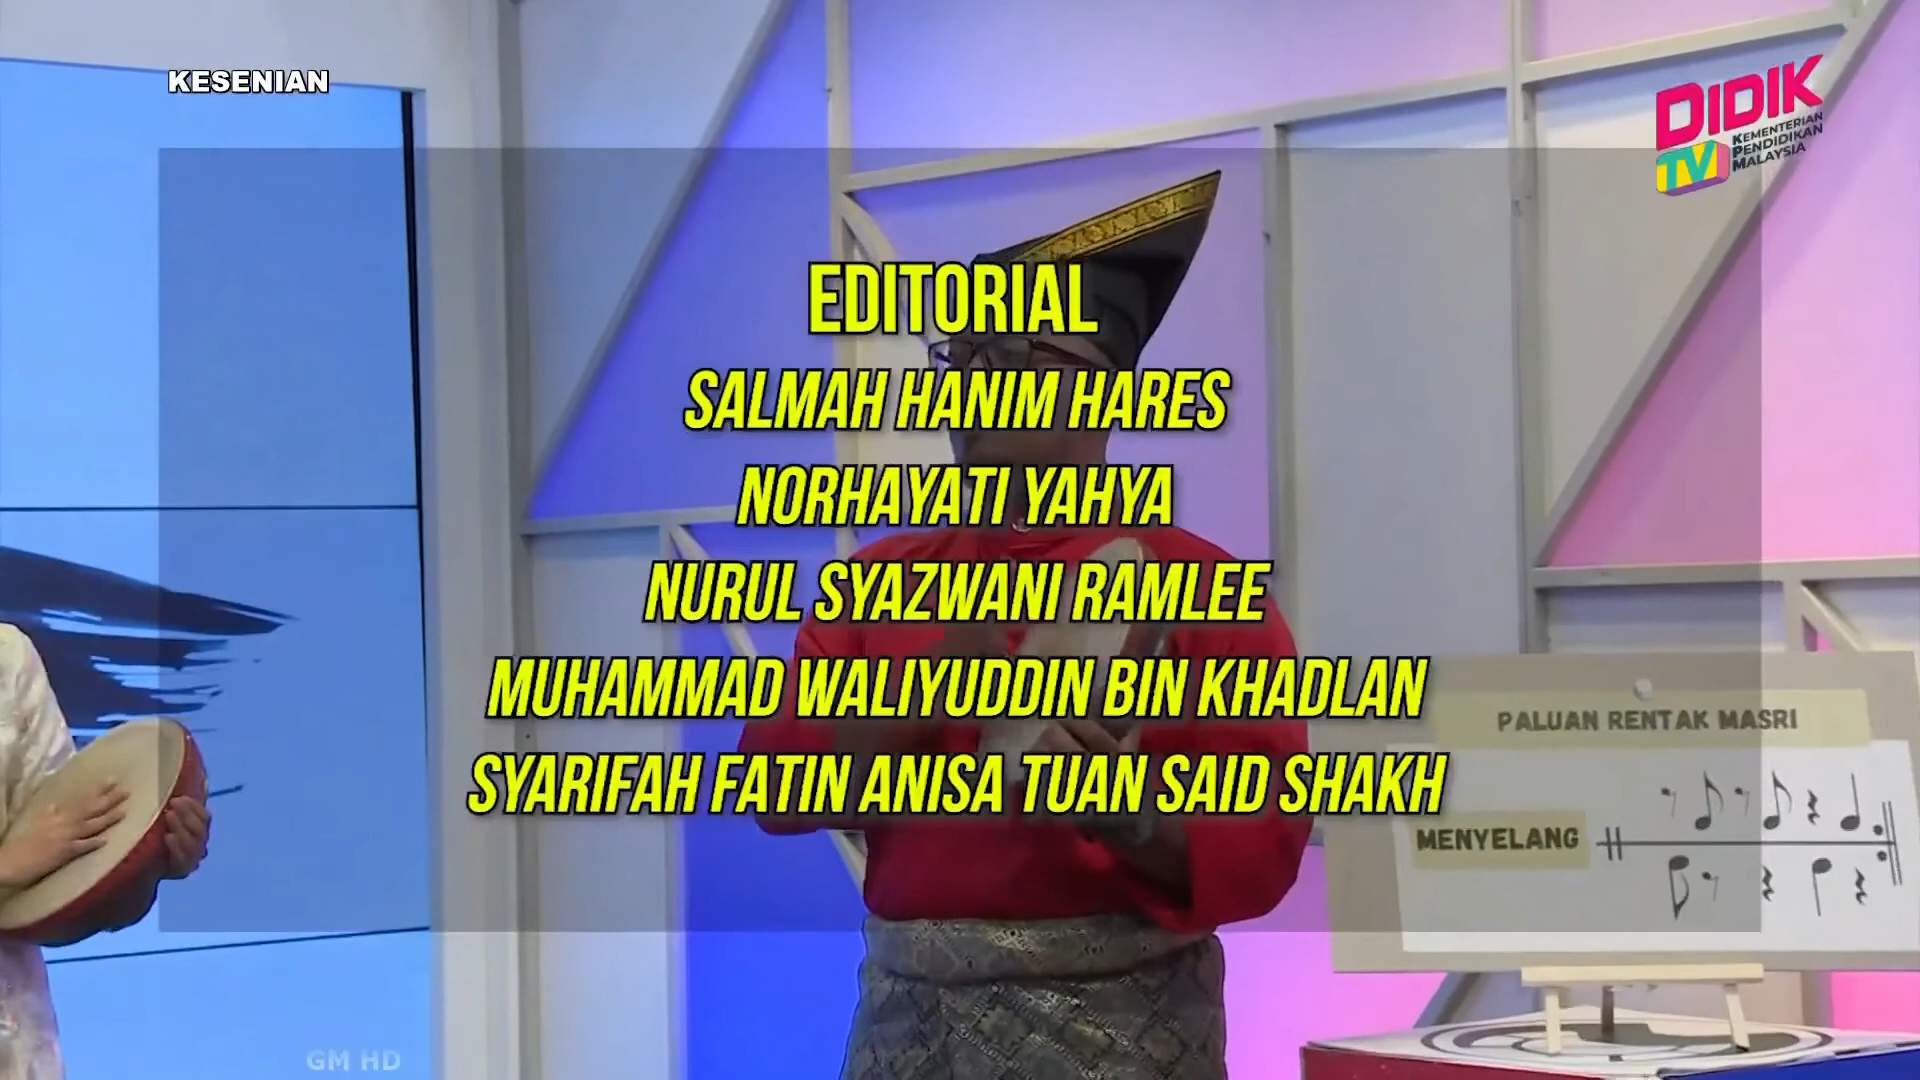 KESENIAN
DIDIK
TV
KEMENTERIAN
PENDIDIKAN
MALAYSIA
EDITORIAL
SALMAH HANIM HARES
NORHAYATI YAHYA
NURUL SYAZWANI RAMLEE
MUHAMMAD WALIYUDDIN BIN KHADLAN
SYARIFAH FATIN ANISA TUAN SAID SHAKH
PALUAN RENTAK MASRI
MENYELANG
GM HD